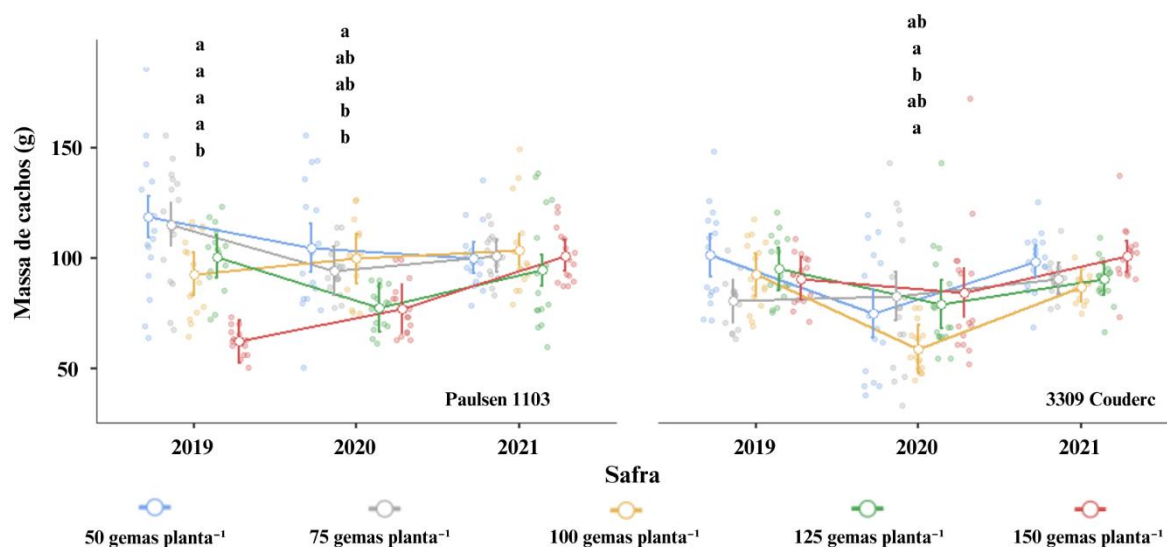 Massa de cachos (g)
150
100
50
a
a
a
a
b
a
ab
ab
b
b
Paulsen 1103
2019
2020
2021
ab
a
b
ab
a
3309 Couderc
2019
2020
2021
Safra
50 gemas planta⁻¹
75 gemas planta⁻¹
100 gemas planta⁻¹
125 gemas planta⁻¹
150 gemas planta⁻¹